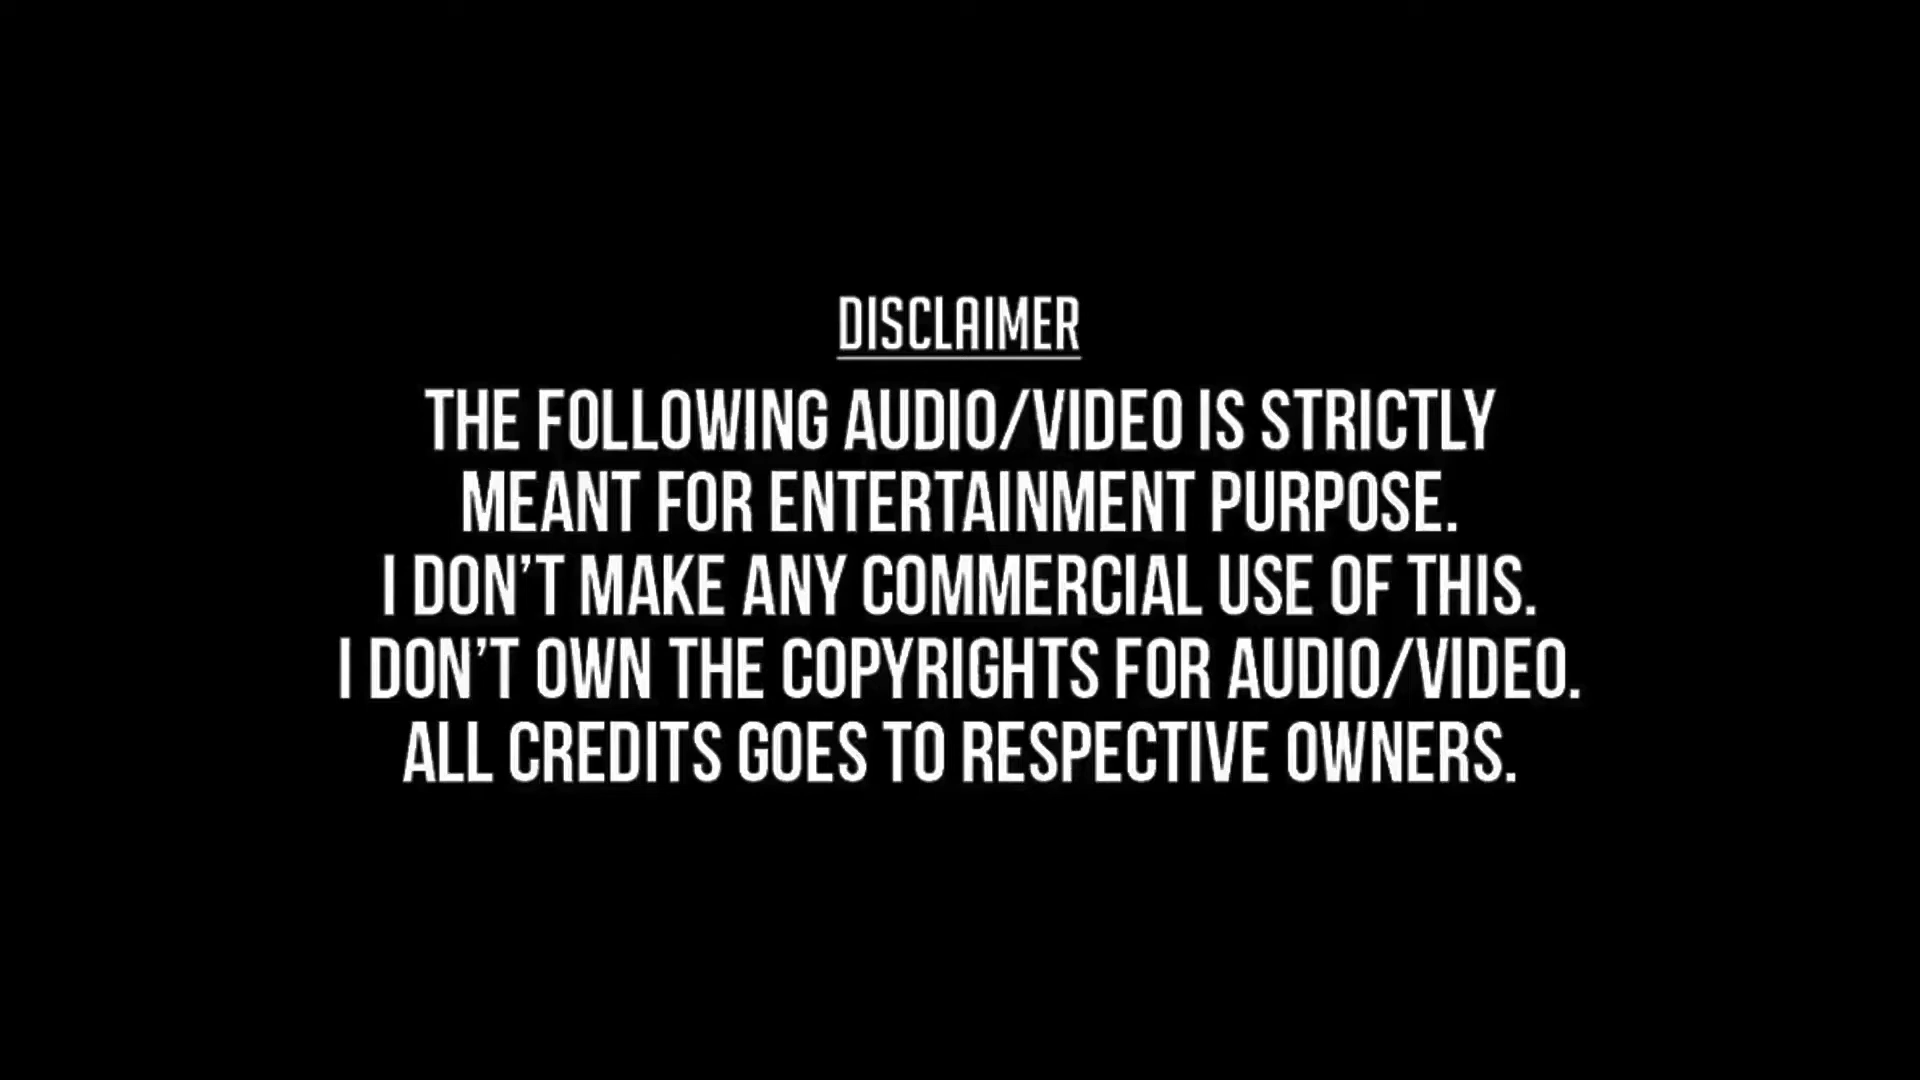 DISCLAIMER
THE FOLLOWING AUDIO/VIDEO IS STRICTLY
MEANT FOR ENTERTAINMENT PURPOSE.
I DON’T MAKE ANY COMMERCIAL USE OF THIS.
I DON’T OWN THE COPYRIGHTS FOR AUDIO/VIDEO.
ALL CREDITS GOES TO RESPECTIVE OWNERS.